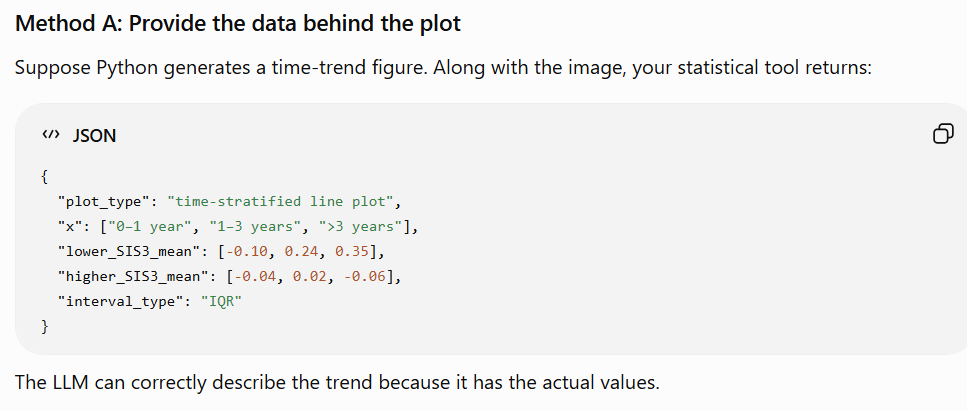 Method A: Provide the data behind the plot
Suppose Python generates a time-trend figure. Along with the image, your statistical tool returns:
</> JSON
{
"plot_type": "time-stratified line plot",
"x": ["0–1 year", "1–3 years", ">3 years"],
"lower_SIS3_mean": [-0.10, 0.24, 0.35],
"higher_SIS3_mean": [-0.04, 0.02, -0.06],
"interval_type": "IQR"
}
The LLM can correctly describe the trend because it has the actual values.